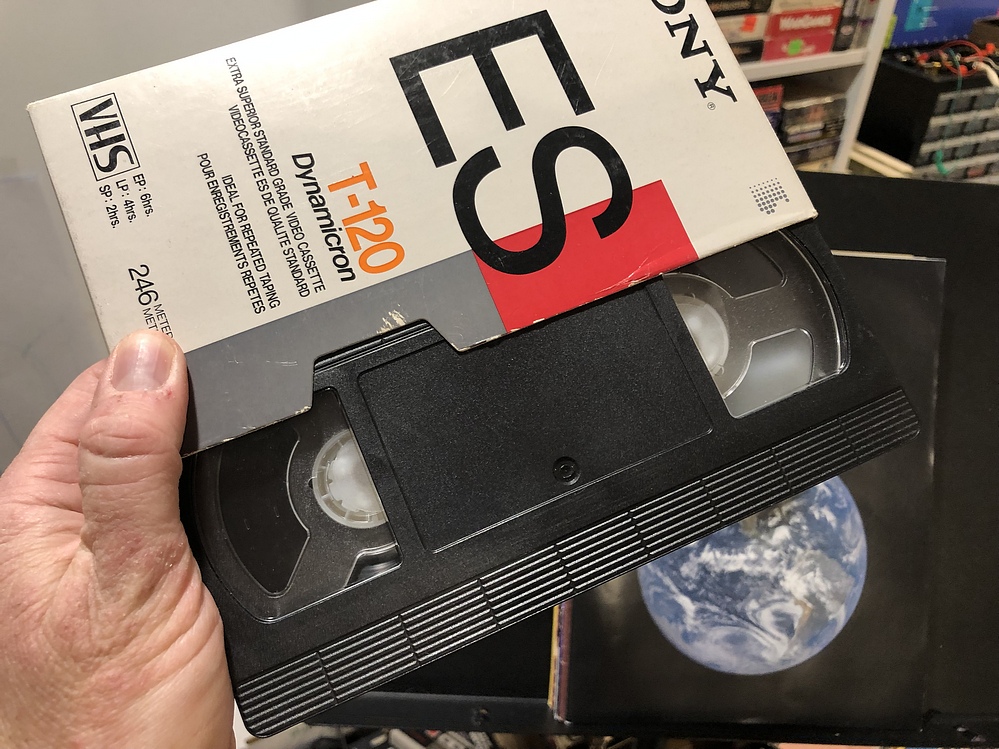 SONY®
ES
T-120
Dynamicron
EXTRA SUPERIOR STANDARD GRADE VIDEO CASSETTE
VIDEOCASSETTE ES DE QUALITE STANDARD
IDEAL FOR REPEATED TAPING
POUR ENREGISTREMENTS REPETES
VHS
EP: 6hrs.
LP: 4hrs.
SP: 2hrs.
246
WARGAMES